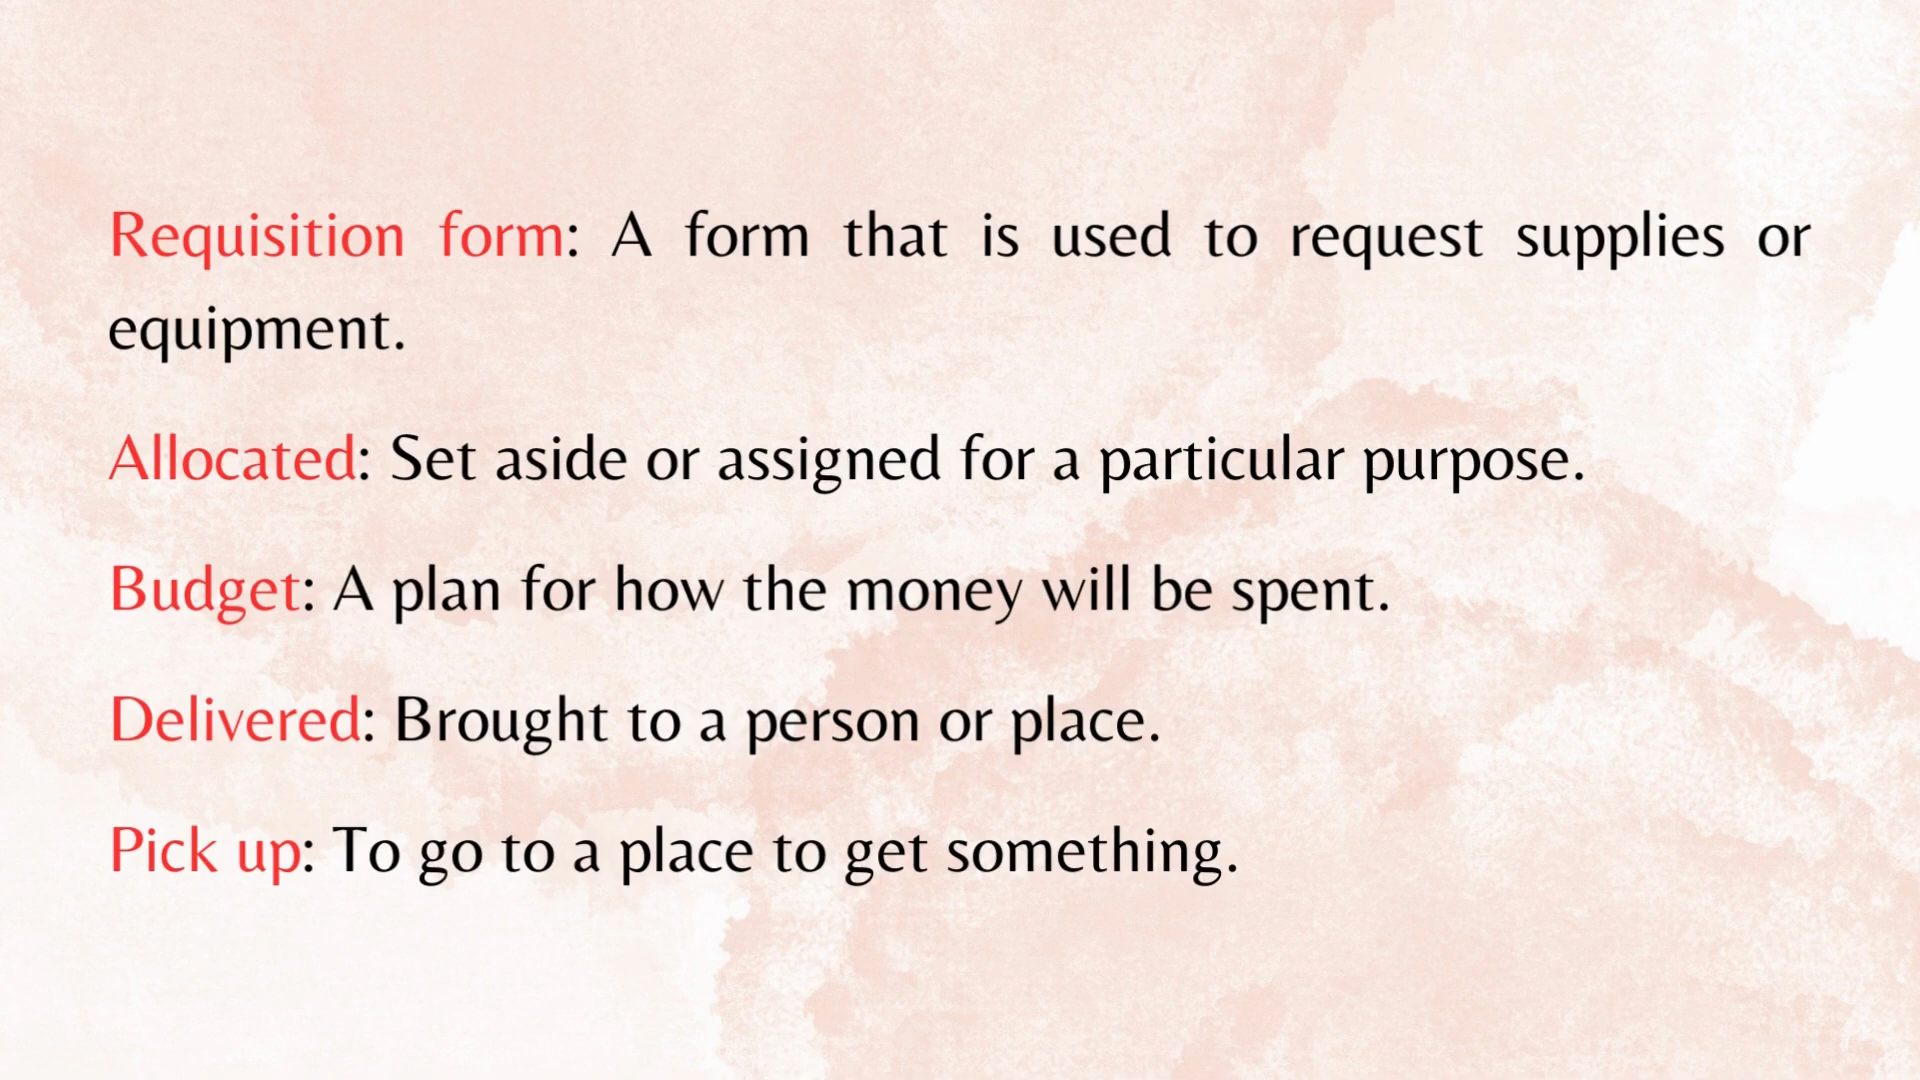 Requisition form: A form that is used to request supplies or
equipment.
Allocated: Set aside or assigned for a particular purpose.
Budget: A plan for how the money will be spent.
Delivered: Brought to a person or place.
Pick up: To go to a place to get something.